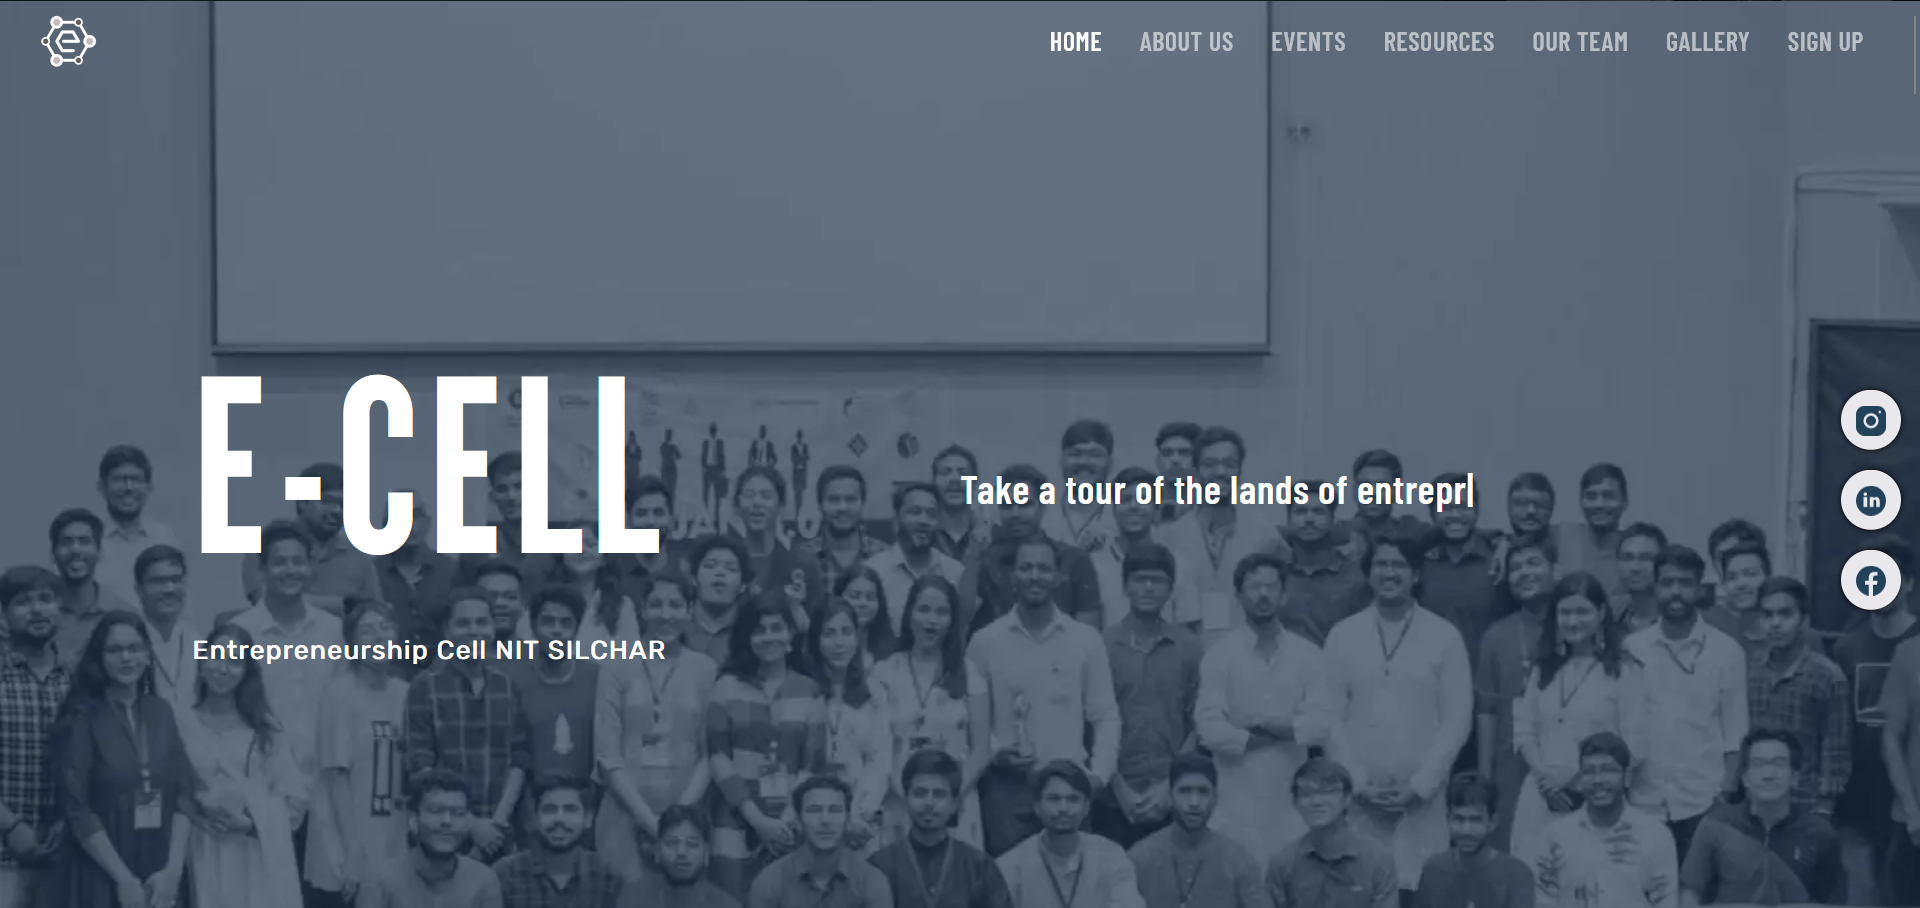 HOME ABOUT US EVENTS RESOURCES OUR TEAM GALLERY SIGN UP
E-CELL
Take a tour of the lands of entrepr
Entrepreneurship Cell NIT SILCHAR
in